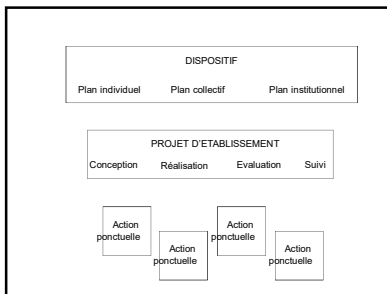 DISPOSITIF
Plan individuel Plan collectif Plan institutionnel
PROJET D'ETABLISSEMENT
Conception Réalisation Evaluation Suivi
Action
ponctuelle
Action
ponctuelle
Action
ponctuelle
Action
ponctuelle